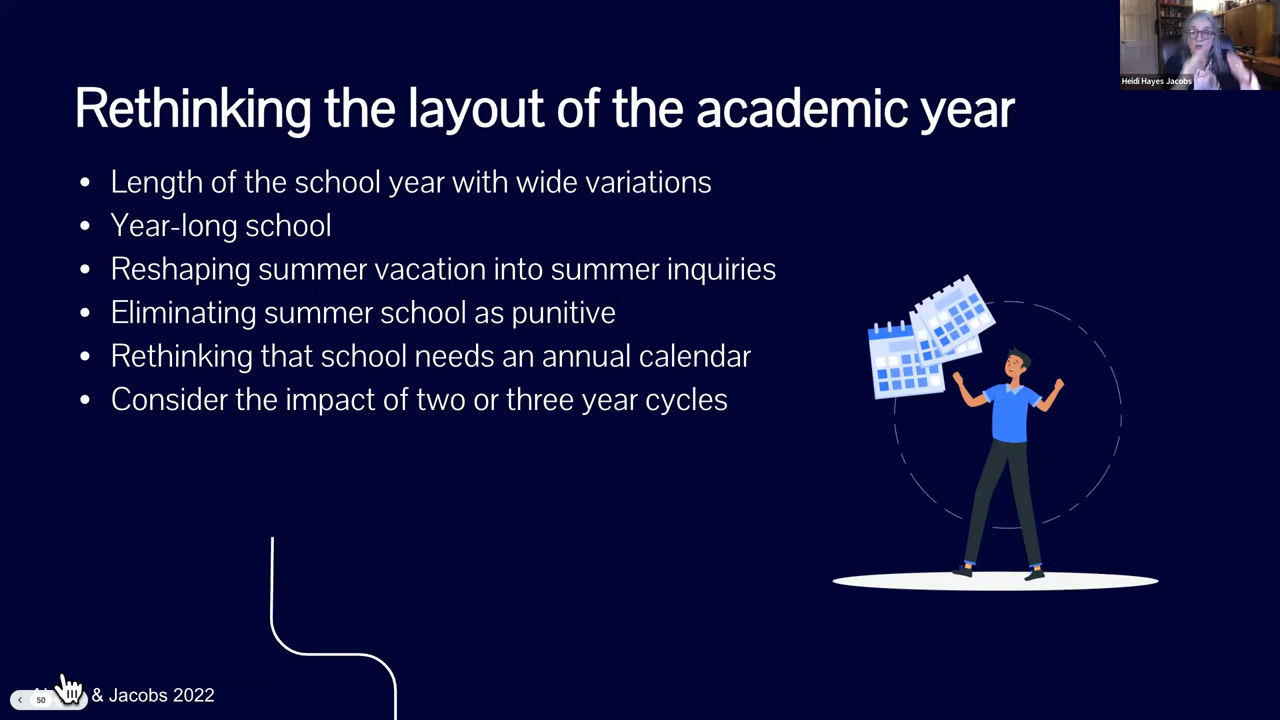 Heidi Hayes Jacobs
Rethinking the layout of the academic year
• Length of the school year with wide variations
• Year-long school
• Reshaping summer vacation into summer inquiries
• Eliminating summer school as punitive
• Rethinking that school needs an annual calendar
• Consider the impact of two or three year cycles
& Jacobs 2022
50